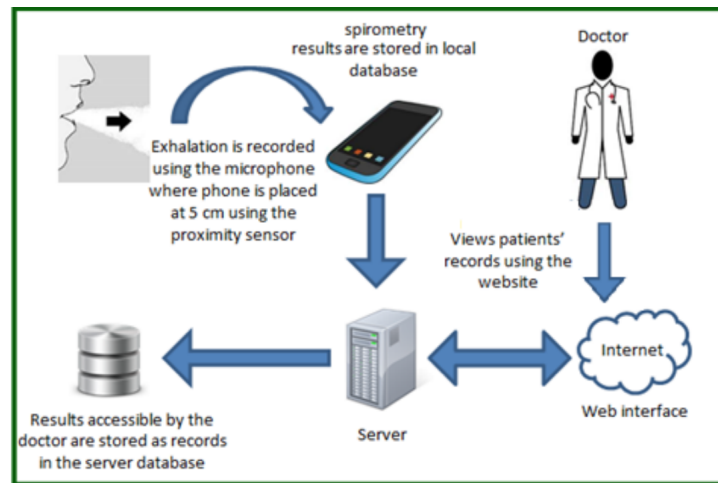 spirometry
results are stored in local
database
Doctor
Exhalation is recorded
using the microphone
where phone is placed
at 5 cm using the
proximity sensor
Views patients'
records using the
website
Internet
Web interface
Server
Results accessible by the
doctor are stored as records
in the server database